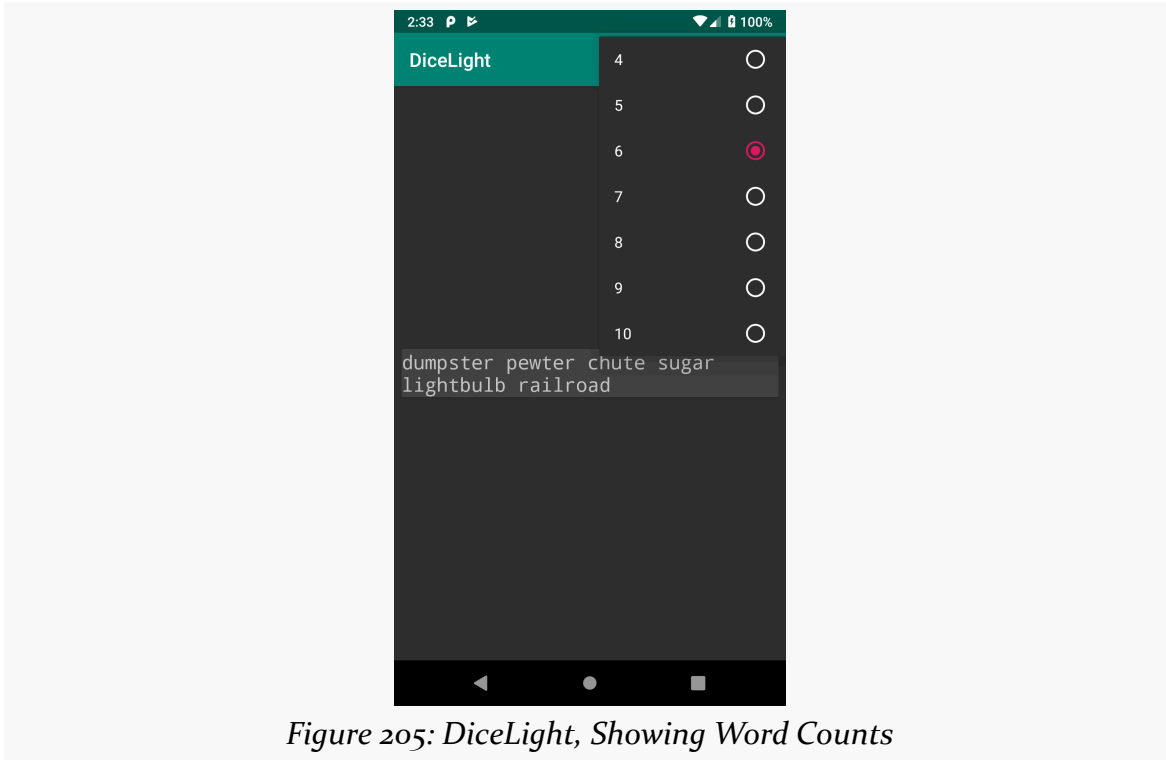 2:33 100%
DiceLight
4
5
6
7
8
9
10
dumpster pewter chute sugar
lightbulb railroad
Figure 205: DiceLight, Showing Word Counts